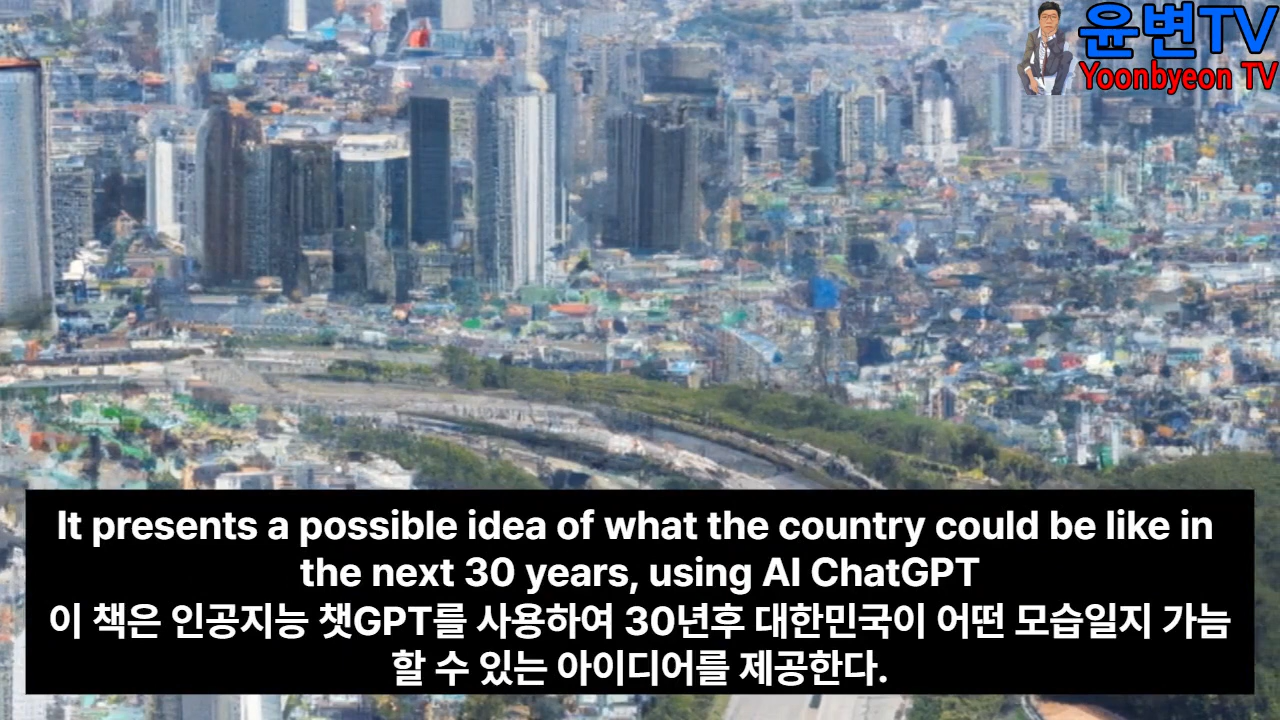 윤변TV
Yoonbyeon TV
It presents a possible idea of what the country could be like in
the next 30 years, using AI ChatGPT
이 책은 인공지능 챗GPT를 사용하여 30년후 대한민국이 어떤 모습일지 가늠
할 수 있는 아이디어를 제공한다.